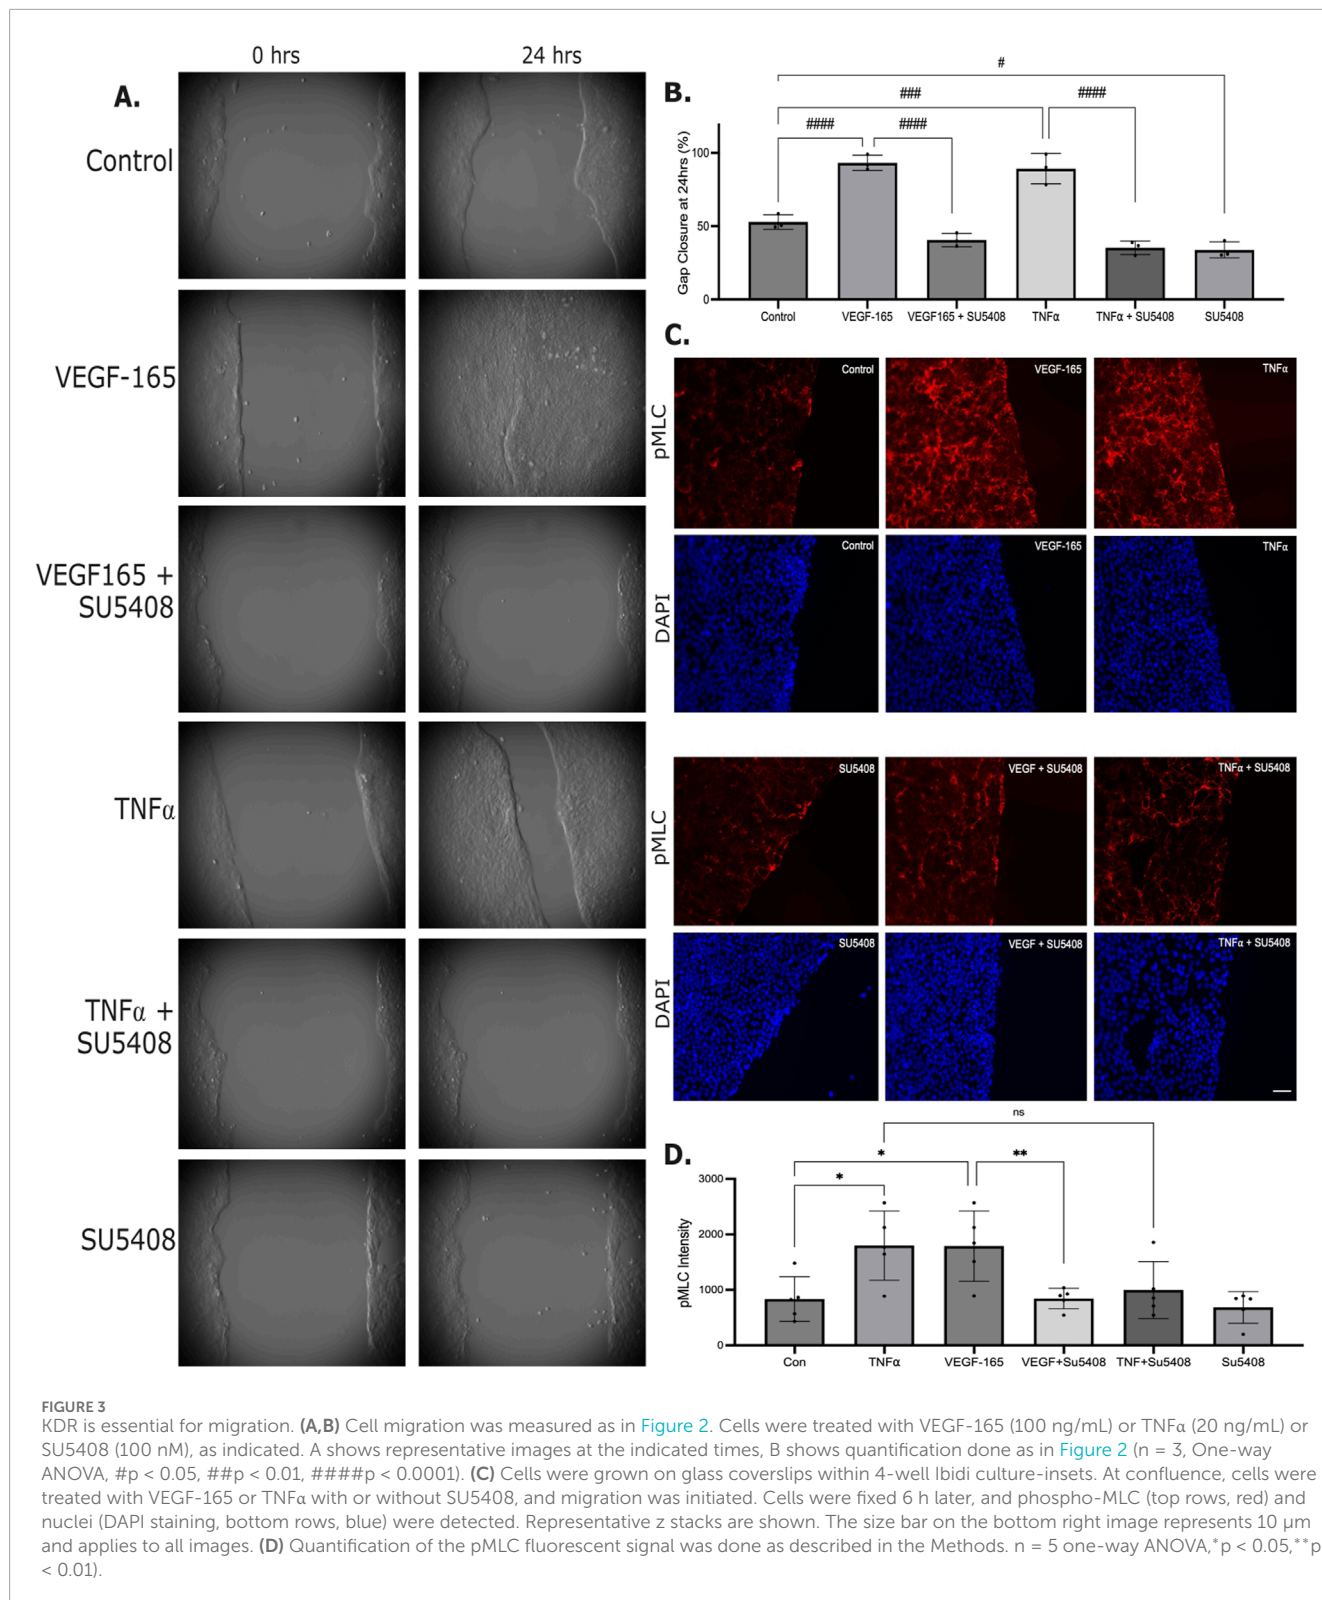 0 hrs
24 hrs
A.
Control
VEGF-165
VEGF165 +
SU5408
TNFα
TNFα +
SU5408
SU5408
B.
#
###
####
####
####
Gap Closure at 24hrs (%)
100
50
0
Control
VEGF-165
VEGF165 + SU5408
TNFα
TNFα + SU5408
SU5408
C.
pMLC
Control
VEGF-165
TNFα
DAPI
Control
VEGF-165
TNFα
pMLC
SU5408
VEGF + SU5408
TNFα + SU5408
DAPI
SU5408
VEGF + SU5408
TNFα + SU5408
D.
ns
*
**
*
pMLC Intensity
3000
2000
1000
0
Con
TNFα
VEGF-165
VEGF+Su5408
TNF+Su5408
Su5408
FIGURE 3
KDR is essential for migration. (A,B) Cell migration was measured as in Figure 2. Cells were treated with VEGF-165 (100 ng/mL) or TNFα (20 ng/mL) or
SU5408 (100 nM), as indicated. A shows representative images at the indicated times, B shows quantification done as in Figure 2 (n = 3, One-way
ANOVA, #p < 0.05, ##p < 0.01, ####p < 0.0001). (C) Cells were grown on glass coverslips within 4-well Ibidi culture-insets. At confluence, cells were
treated with VEGF-165 or TNFα with or without SU5408, and migration was initiated. Cells were fixed 6 h later, and phospho-MLC (top rows, red) and
nuclei (DAPI staining, bottom rows, blue) were detected. Representative z stacks are shown. The size bar on the bottom right image represents 10 μm
and applies to all images. (D) Quantification of the pMLC fluorescent signal was done as described in the Methods. n = 5 one-way ANOVA,*p < 0.05,**p
< 0.01).